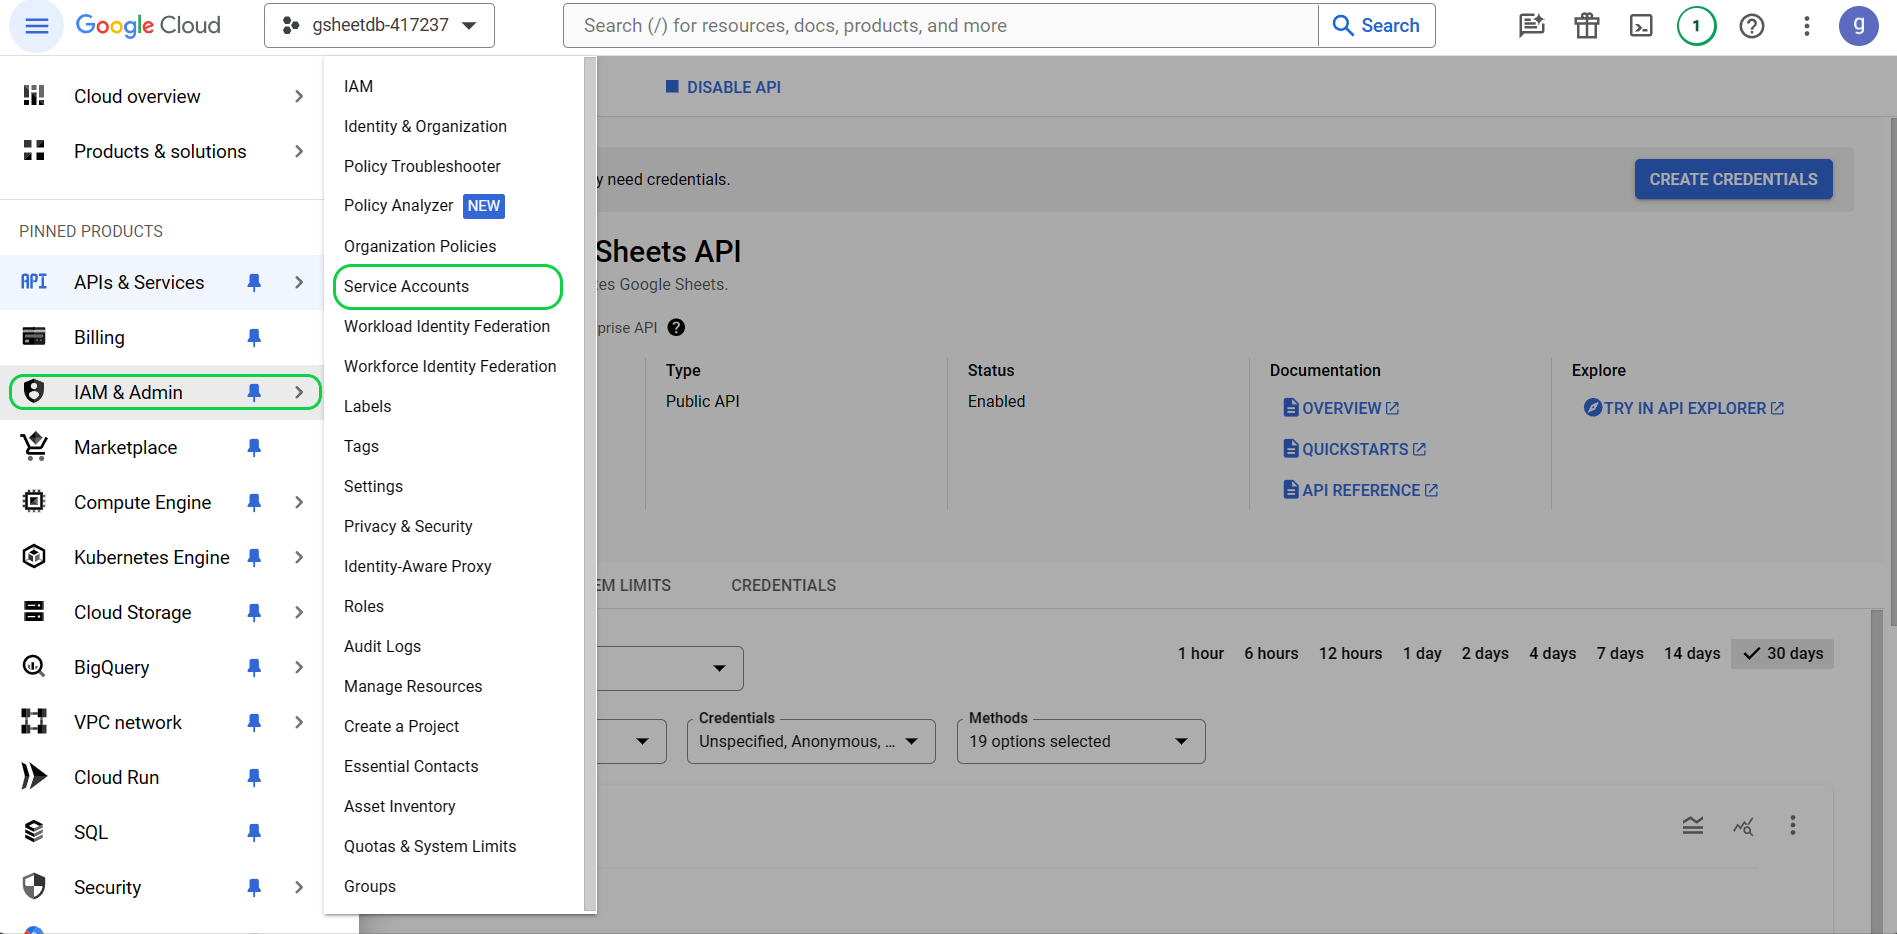 Google Cloud
gsheetdb-417237
Search (/) for resources, docs, products, and more
Search
1
g
Cloud overview
Products & solutions
PINNED PRODUCTS
API APIs & Services
Billing
IAM & Admin
Marketplace
Compute Engine
Kubernetes Engine
Cloud Storage
BigQuery
VPC network
Cloud Run
SQL
Security
IAM
Identity & Organization
Policy Troubleshooter
Policy Analyzer NEW
Organization Policies
Service Accounts
Workload Identity Federation
Workforce Identity Federation
Labels
Tags
Settings
Privacy & Security
Identity-Aware Proxy
Roles
Audit Logs
Manage Resources
Create a Project
Essential Contacts
Asset Inventory
Quotas & System Limits
Groups
DISABLE API
y need credentials.
CREATE CREDENTIALS
Sheets API
es Google Sheets.
prise API ?
Type
Public API
Status
Enabled
Documentation
OVERVIEW
QUICKSTARTS
API REFERENCE
Explore
TRY IN API EXPLORER
EM LIMITS
CREDENTIALS
1 hour 6 hours 12 hours 1 day 2 days 4 days 7 days 14 days 30 days
Credentials
Unspecified, Anonymous, ...
Methods
19 options selected